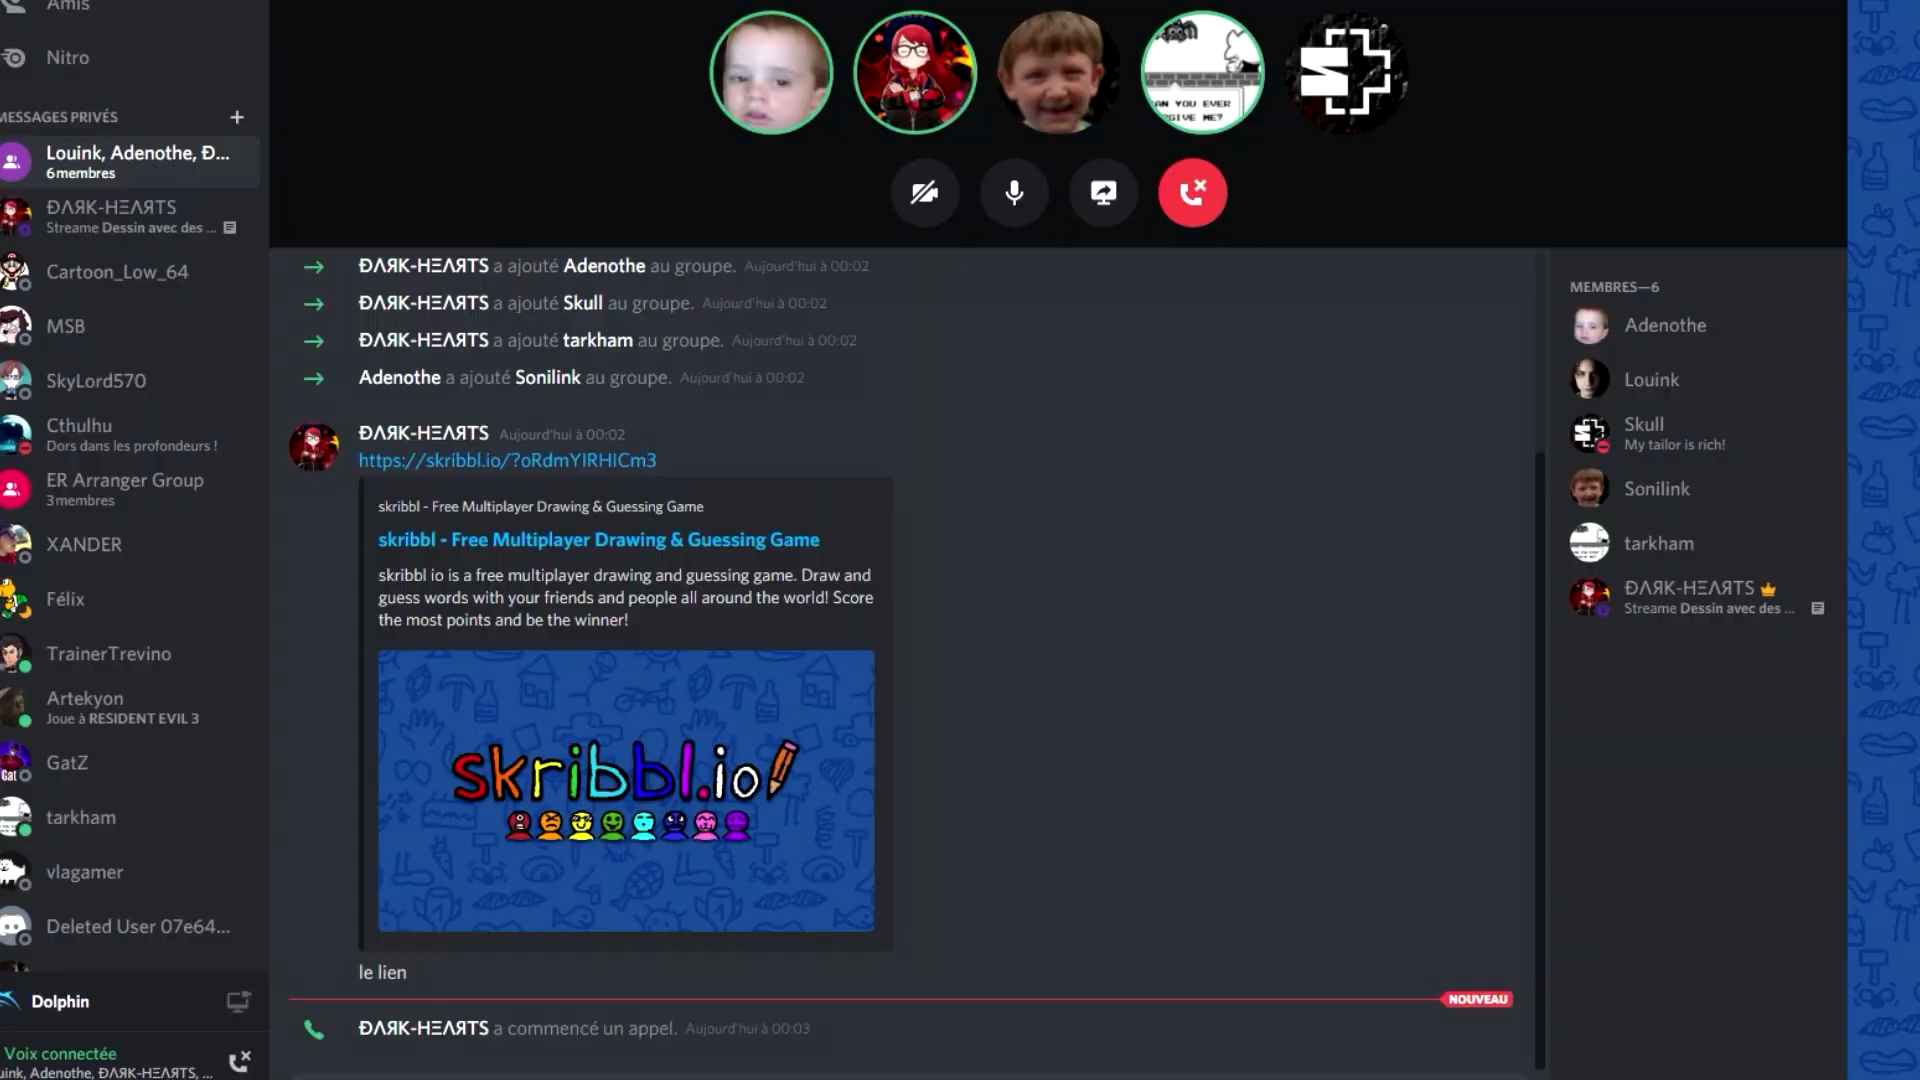 Amis
Nitro
MESSAGES PRIVÉS
Louink, Adenothe, Đ...
6 membres
ĐΛЯK-HΞΛЯTS
Streame Dessin avec des ...
Cartoon_Low_64
MSB
SkyLord570
Cthulhu
Dors dans les profondeurs !
ER Arranger Group
3 membres
XANDER
Félix
TrainerTrevino
Artekyon
Joue à RESIDENT EVIL 3
GatZ
Gat
tarkham
vlagamer
Deleted User 07e64...
Dolphin
Voix connectée
uink, Adenothe, ĐΛЯK-HΞΛЯTS, ...
AN YOU EVER
RGIVE ME?
ĐΛЯK-HΞΛЯTS a ajouté Adenothe au groupe. Aujourd'hui à 00:02
ĐΛЯK-HΞΛЯTS a ajouté Skull au groupe. Aujourd'hui à 00:02
ĐΛЯK-HΞΛЯTS a ajouté tarkham au groupe. Aujourd'hui à 00:02
Adenothe a ajouté Sonilink au groupe. Aujourd'hui à 00:02
ĐΛЯK-HΞΛЯTS Aujourd'hui à 00:02
https://skribbl.io/?oRdmYIRHICm3
skribbl - Free Multiplayer Drawing & Guessing Game
skribbl - Free Multiplayer Drawing & Guessing Game
skribbl io is a free multiplayer drawing and guessing game. Draw and
guess words with your friends and people all around the world! Score
the most points and be the winner!
skribbl.io
le lien
NOUVEAU
ĐΛЯK-HΞΛЯTS a commencé un appel. Aujourd'hui à 00:03
MEMBRES—6
Adenothe
Louink
Skull
My tailor is rich!
Sonilink
tarkham
ĐΛЯK-HΞΛЯTS
Streame Dessin avec des ...